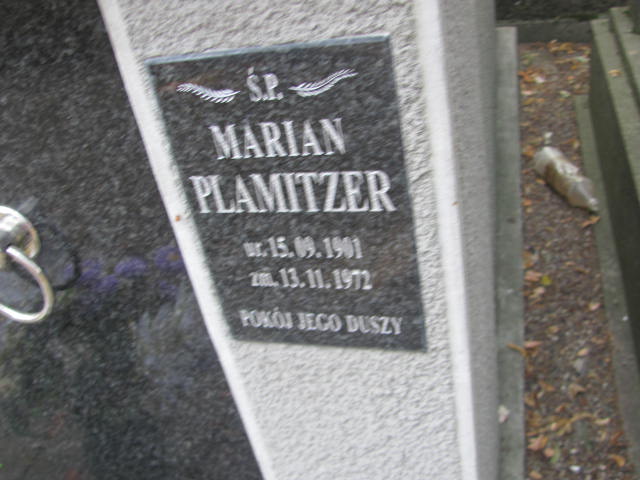 Ś.P.
MARIAN
PLAMITZER
ur. 15.09.1901
zm. 13.11.1972
POKÓJ JEGO DUSZY